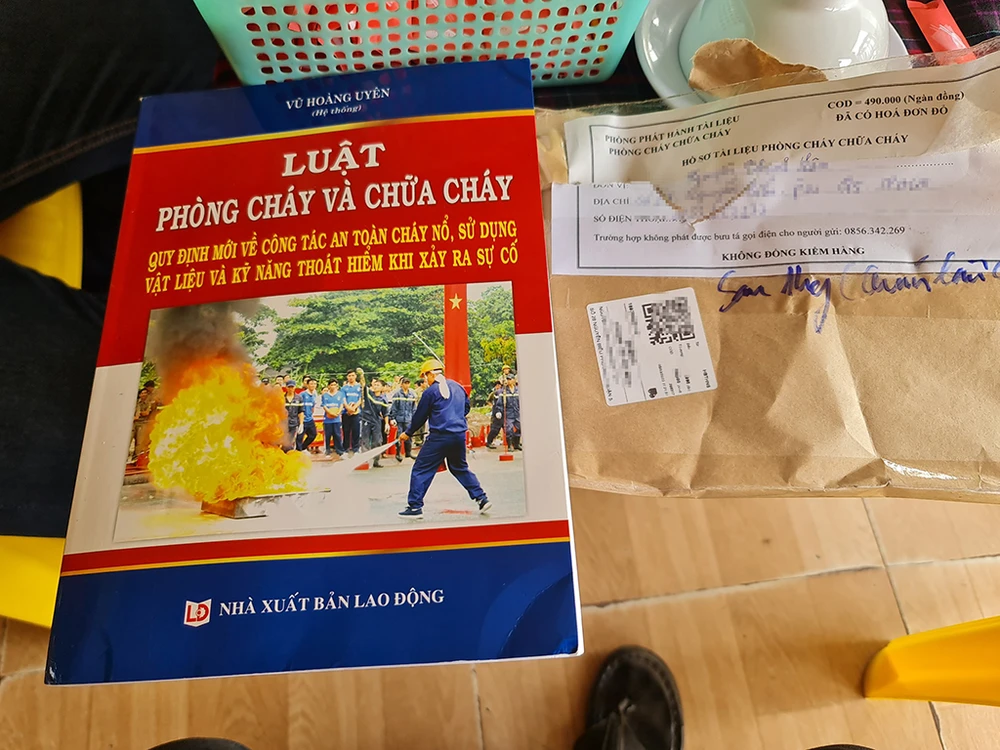 VŨ HOÀNG UYÊN
(Hệ thống)
LUẬT
PHÒNG CHÁY VÀ CHỮA CHÁY
QUY ĐỊNH MỚI VỀ CÔNG TÁC AN TOÀN CHÁY NỔ, SỬ DỤNG
VẬT LIỆU VÀ KỸ NĂNG THOÁT HIỂM KHI XẢY RA SỰ CỐ
LĐ NHÀ XUẤT BẢN LAO ĐỘNG
PHÒNG PHÁT HÀNH TÀI LIỆU
PHÒNG CHÁY CHỮA CHÁY
COD = 490.000 (Ngàn đồng)
ĐÃ CÓ HOÁ ĐƠN ĐỎ
HỒ SƠ TÀI LIỆU PHÒNG CHÁY CHỮA CHÁY
ĐƠN VỊ
ĐỊA CHỈ
SỐ ĐIỆN THOẠI
Trường hợp không phát được bưu tá gọi điện cho người gửi: 0856.342.269
KHÔNG ĐỒNG KIỂM HÀNG